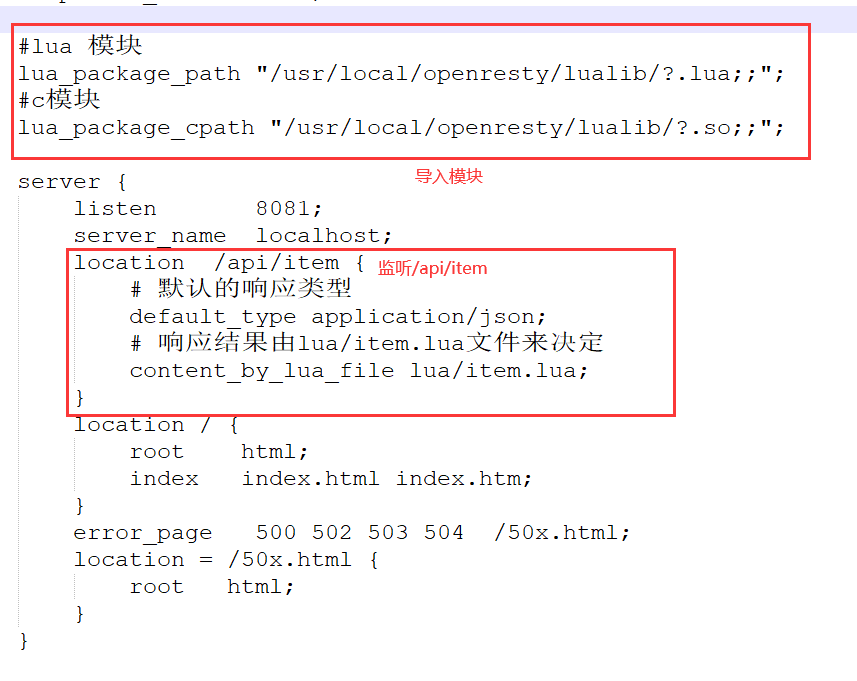 #lua 模块
lua_package_path "/usr/local/openresty/lualib/?.lua;;";
#c模块
lua_package_cpath "/usr/local/openresty/lualib/?.so;;";
导入模块
server {
    listen       8081;
    server_name  localhost;
    location  /api/item { 监听/api/item
        # 默认的响应类型
        default_type application/json;
        # 响应结果由lua/item.lua文件来决定
        content_by_lua_file lua/item.lua;
    }
    location / {
        root    html;
        index   index.html index.htm;
    }
    error_page   500 502 503 504  /50x.html;
    location = /50x.html {
        root   html;
    }
}